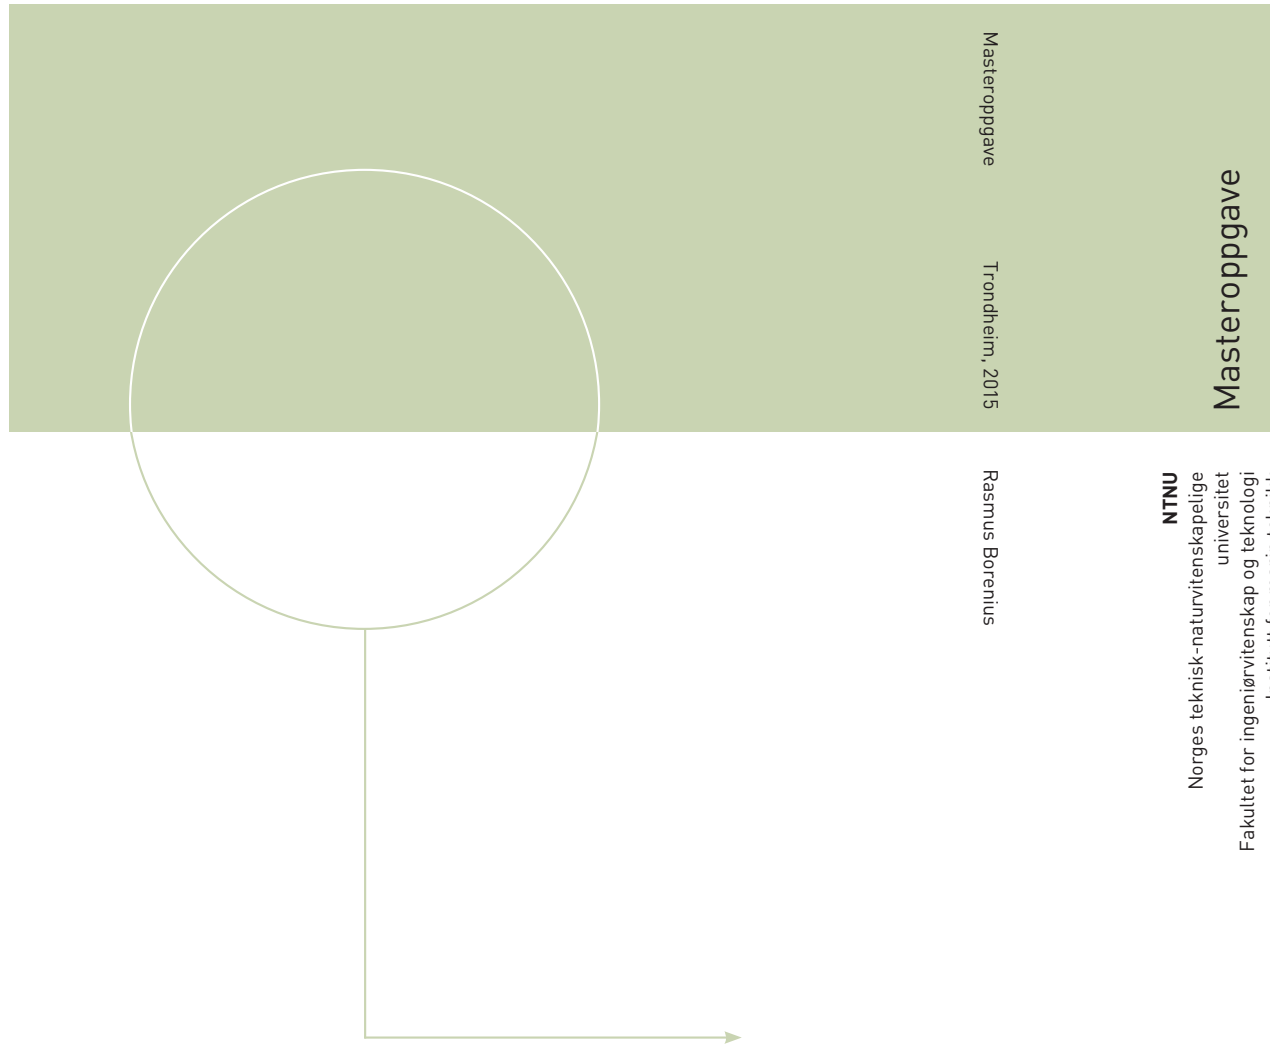 Masteroppgave
Trondheim, 2015
Rasmus Borenius
Masteroppgave
NTNU
Norges teknisk-naturvitenskapelige
universitet
Fakultet for ingeniørvitenskap og teknologi